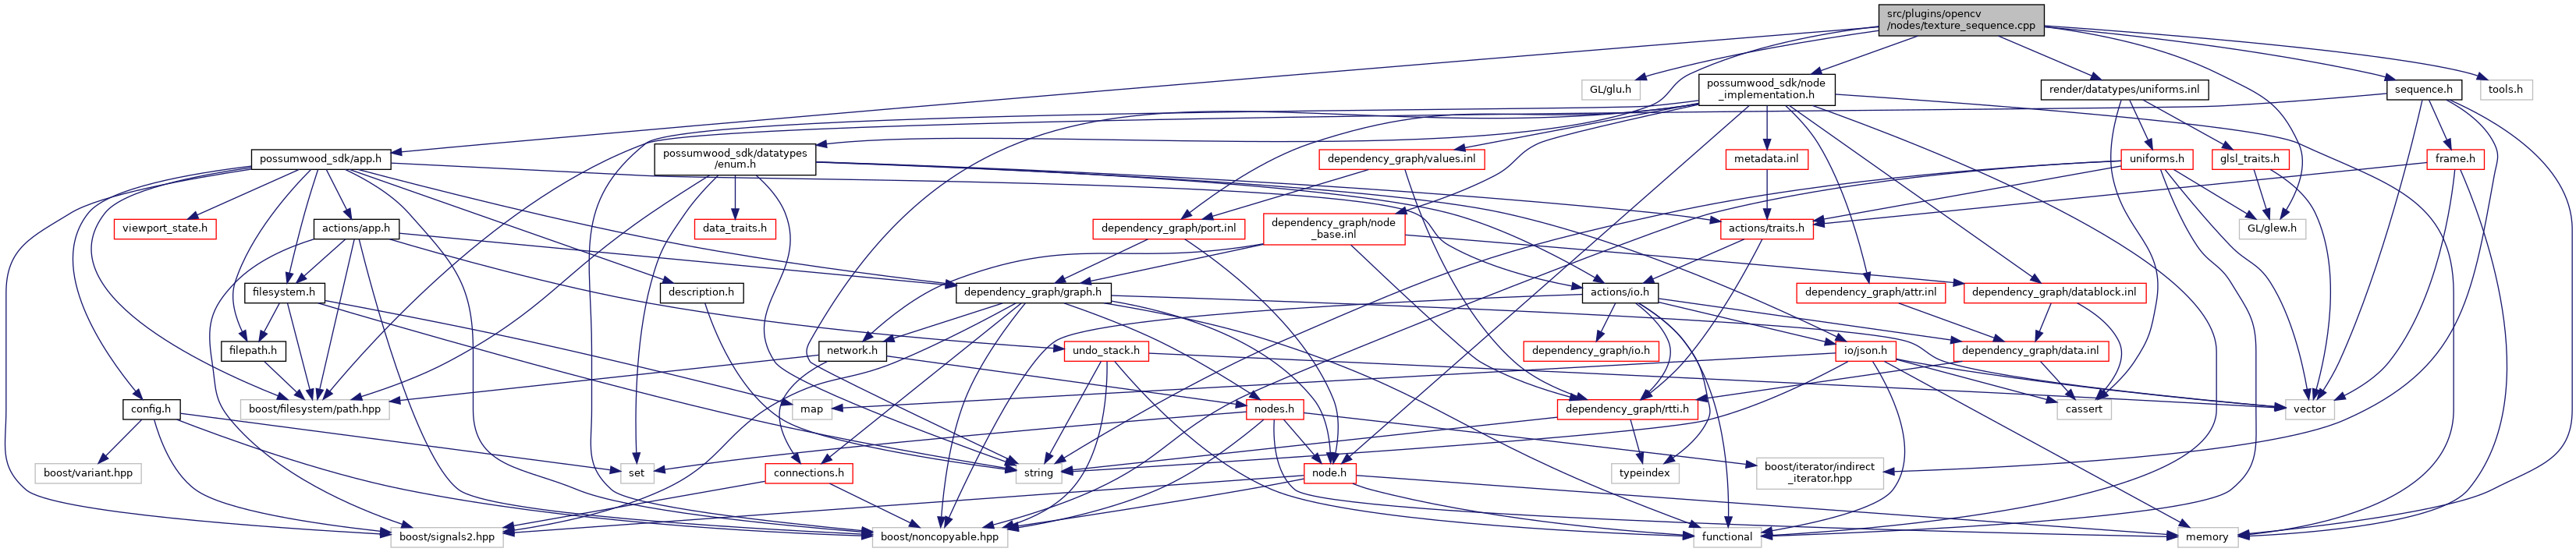 src/plugins/opencv
/nodes/texture_sequence.cpp
GL/glu.h
possumwood_sdk/node
_implementation.h
render/datatypes/uniforms.inl
sequence.h
tools.h
possumwood_sdk/app.h
possumwood_sdk/datatypes
/enum.h
dependency_graph/values.inl
metadata.inl
uniforms.h
glsl_traits.h
frame.h
viewport_state.h
actions/app.h
data_traits.h
dependency_graph/port.inl
dependency_graph/node
_base.inl
actions/traits.h
GL/glew.h
filesystem.h
description.h
dependency_graph/graph.h
actions/io.h
dependency_graph/attr.inl
dependency_graph/datablock.inl
filepath.h
network.h
undo_stack.h
dependency_graph/io.h
io/json.h
dependency_graph/data.inl
config.h
boost/filesystem/path.hpp
map
nodes.h
dependency_graph/rtti.h
cassert
vector
boost/variant.hpp
set
connections.h
string
node.h
typeindex
boost/iterator/indirect
_iterator.hpp
boost/signals2.hpp
boost/noncopyable.hpp
functional
memory